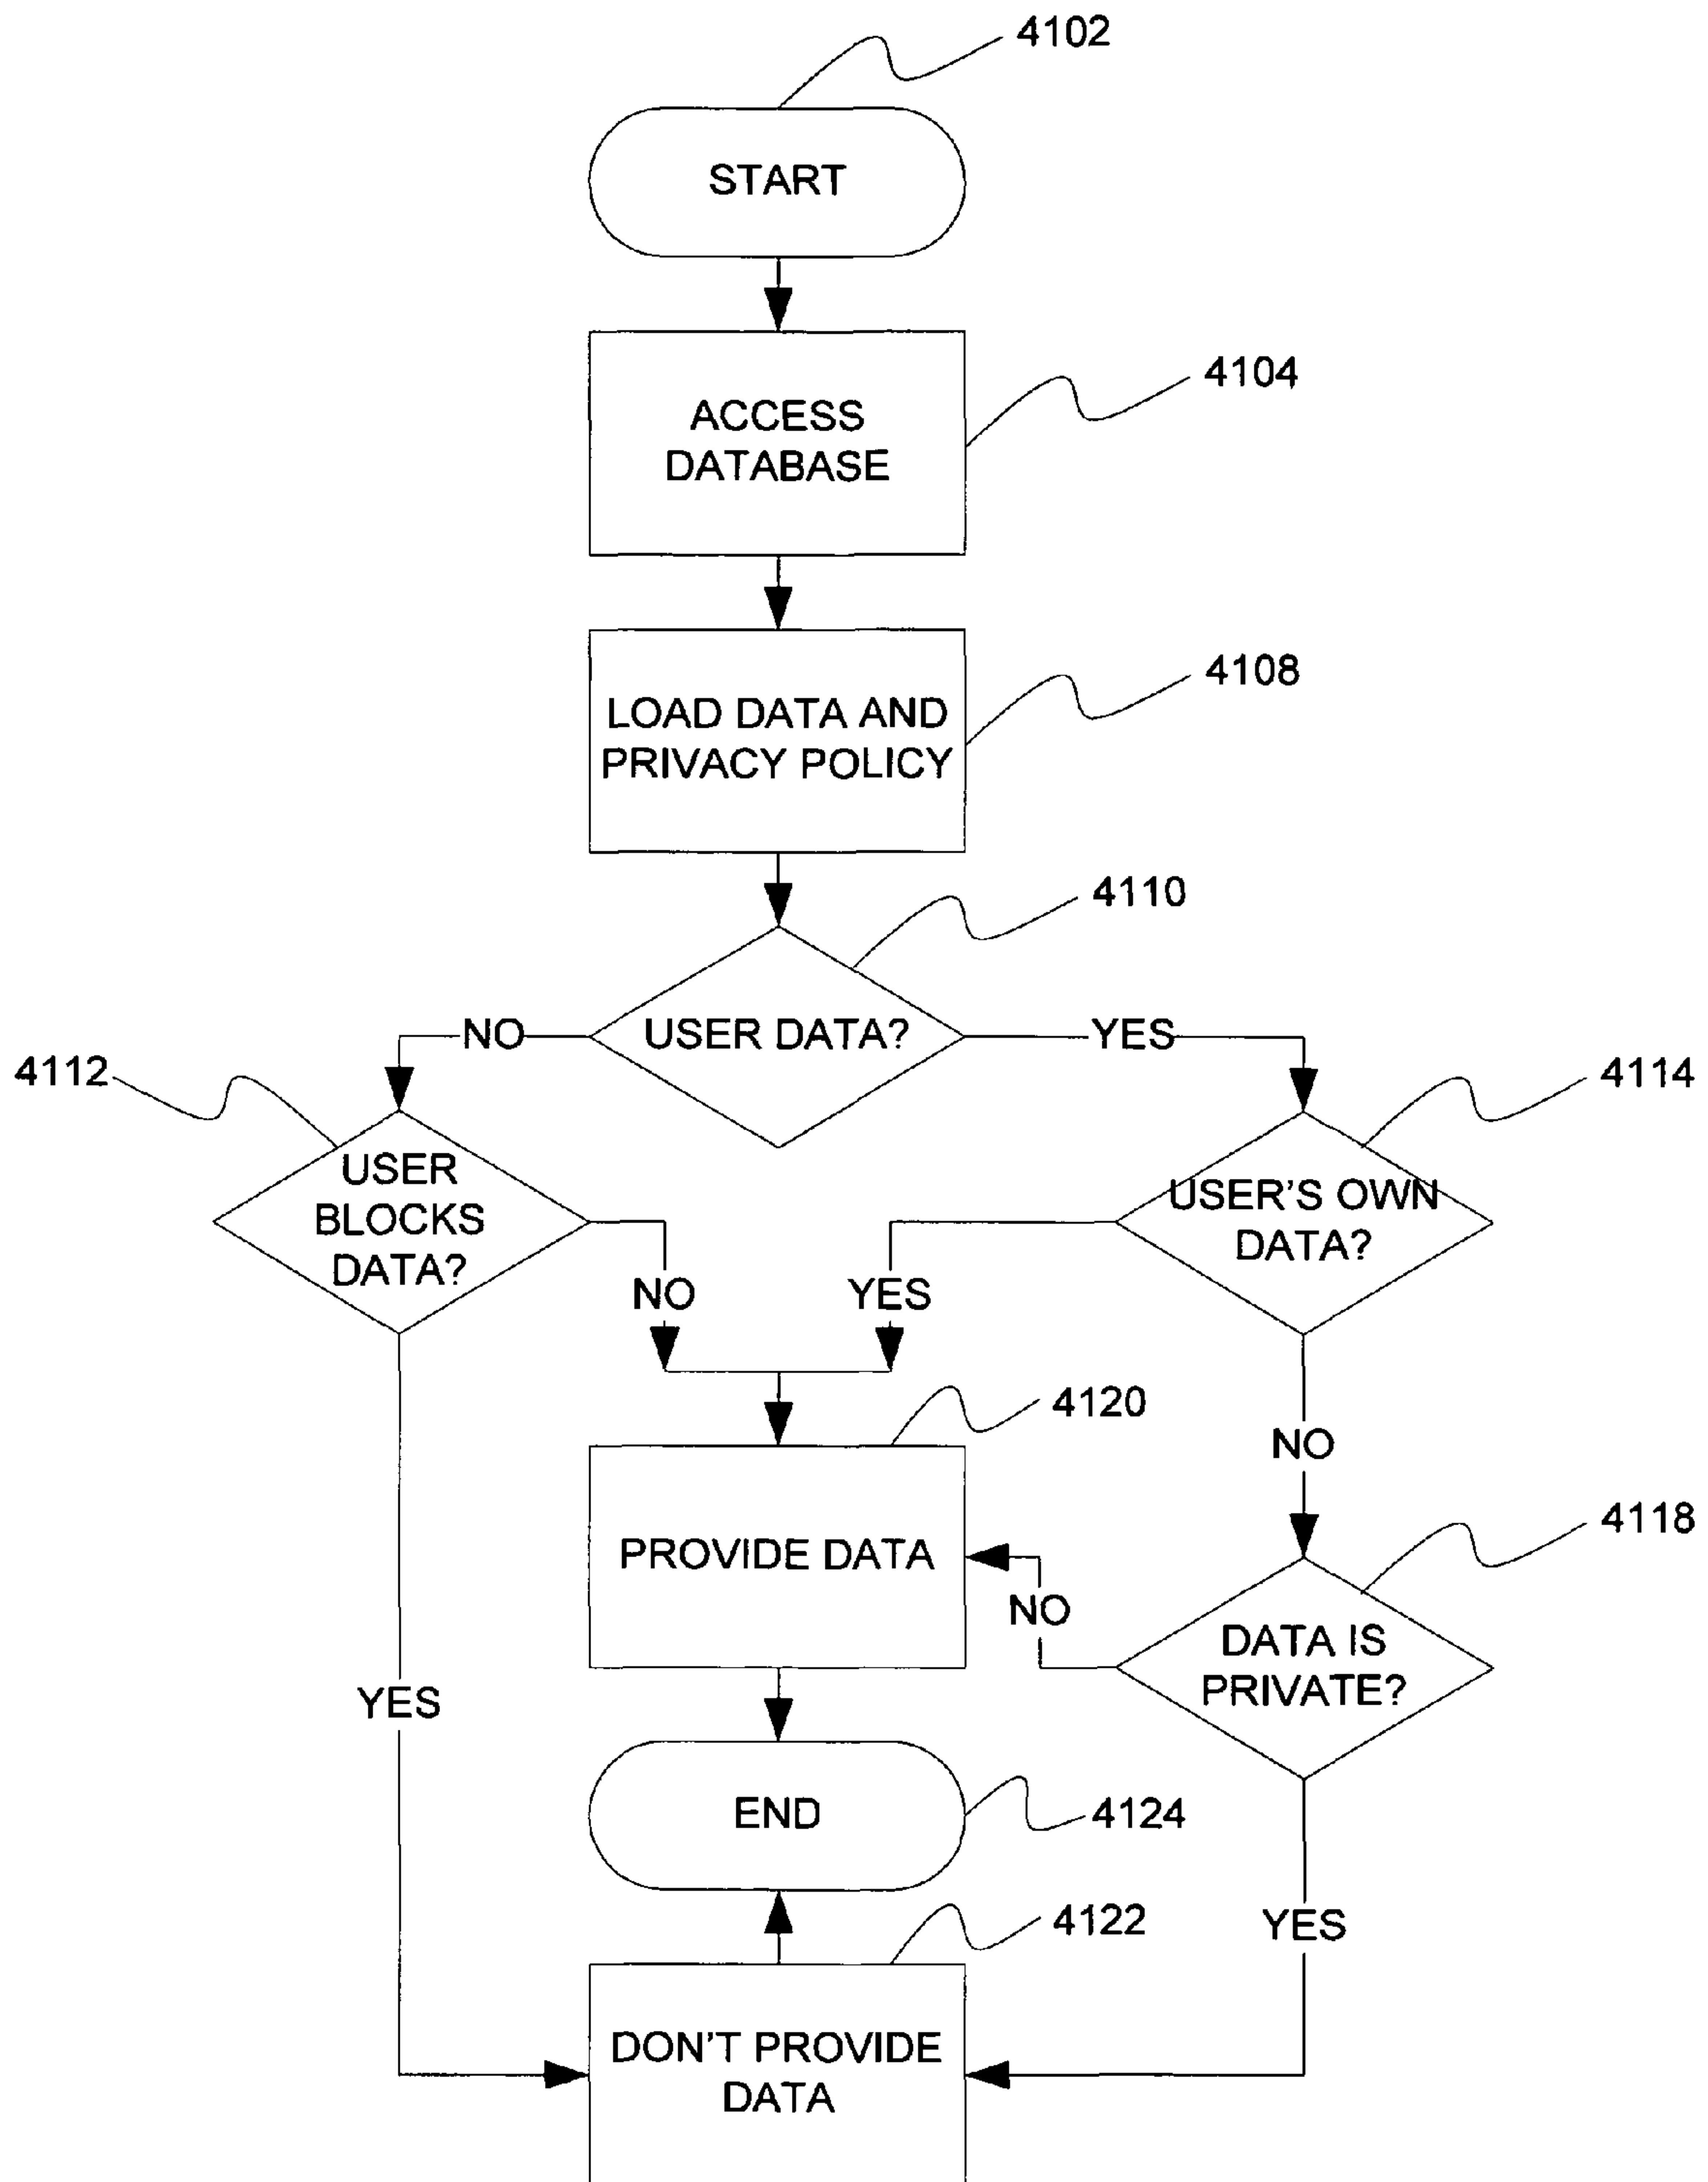 4102
START
4104
ACCESS
DATABASE
4108
LOAD DATA AND
PRIVACY POLICY
4110
USER DATA?
NO
YES
4112
USER
BLOCKS
DATA?
4114
USER'S OWN
DATA?
NO
YES
4120
NO
4118
PROVIDE DATA
NO
DATA IS
PRIVATE?
YES
END
4124
4122
YES
DON'T PROVIDE
DATA